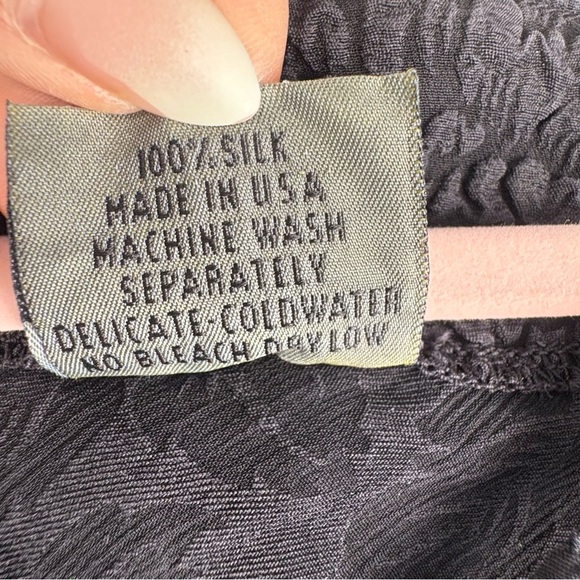 100% SILK
MADE IN USA
MACHINE WASH
SEPARATELY
DELICATE-COLDWATER
NO BLEACH DRY LOW